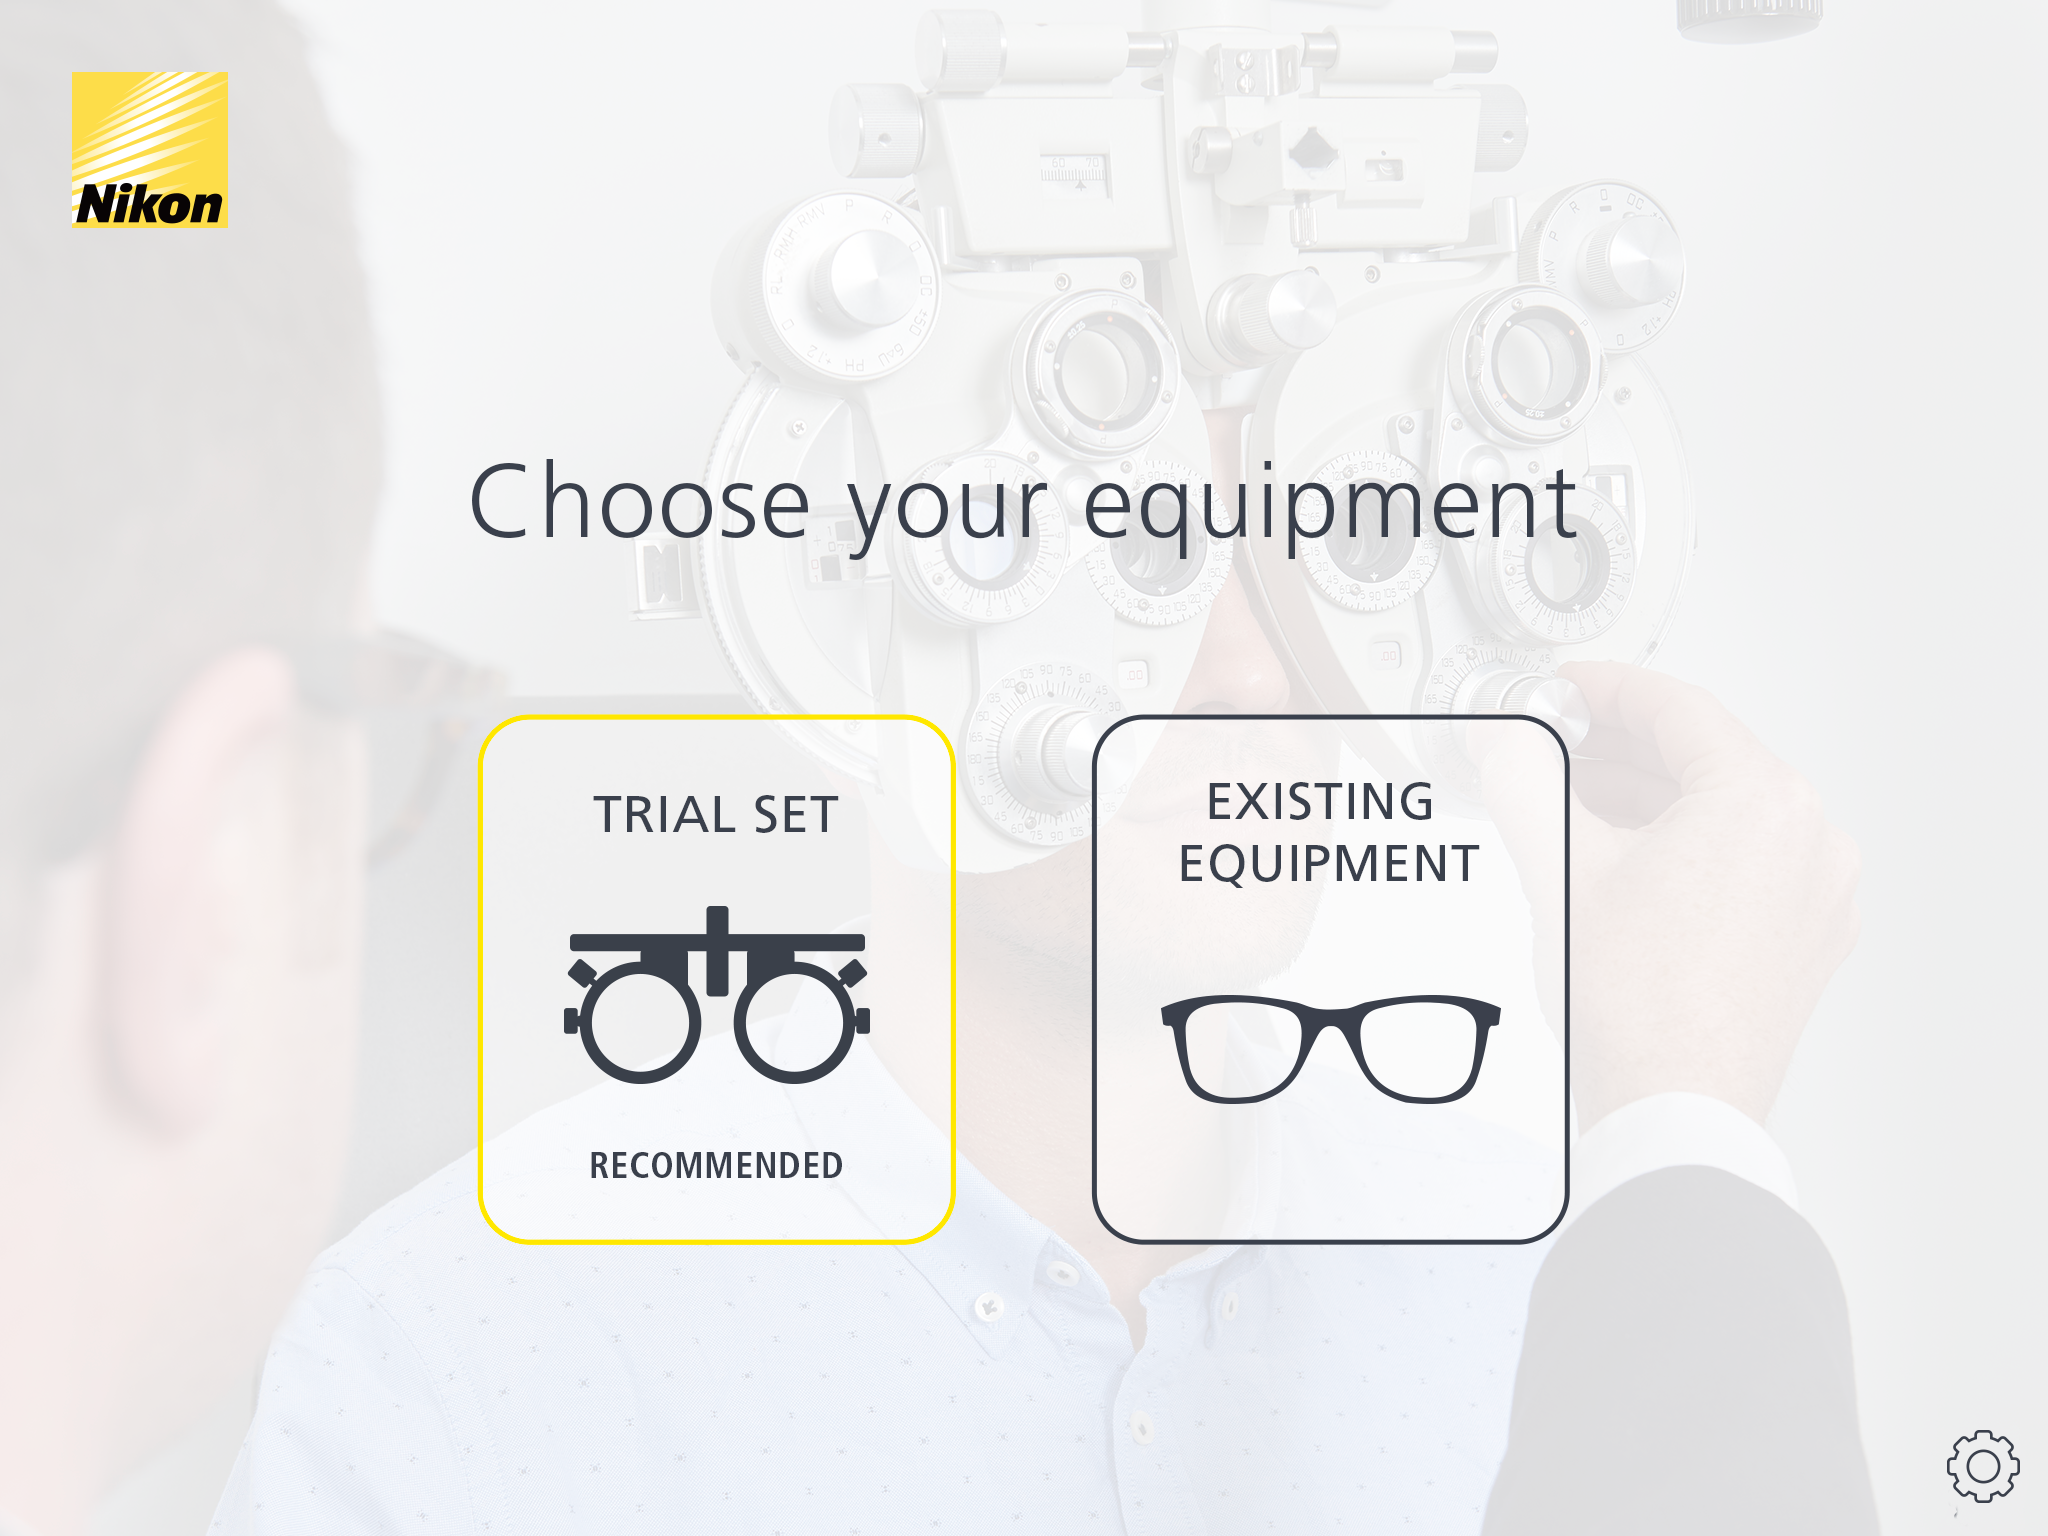 Nikon
Choose your equipment
TRIAL SET
EXISTING
EQUIPMENT
RECOMMENDED